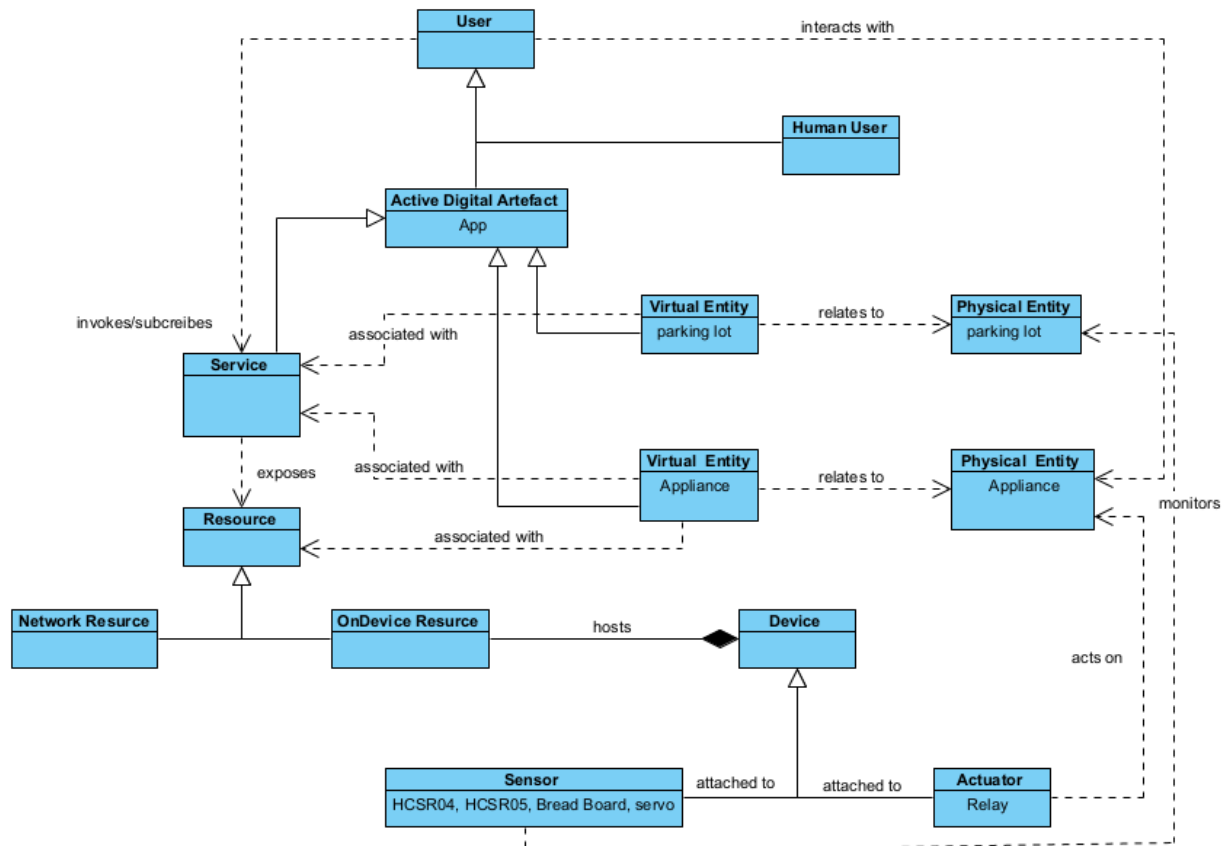 User
interacts with
Human User
Active Digital Artefact
App
invokes/subcreibes
associated with
Virtual Entity
parking lot
relates to
Physical Entity
parking lot
Service
exposes
associated with
Virtual Entity
Appliance
relates to
Physical Entity
Appliance
monitors
Resource
associated with
Network Resurce
OnDevice Resurce
hosts
Device
acts on
Sensor
HCSR04, HCSR05, Bread Board, servo
attached to
attached to
Actuator
Relay